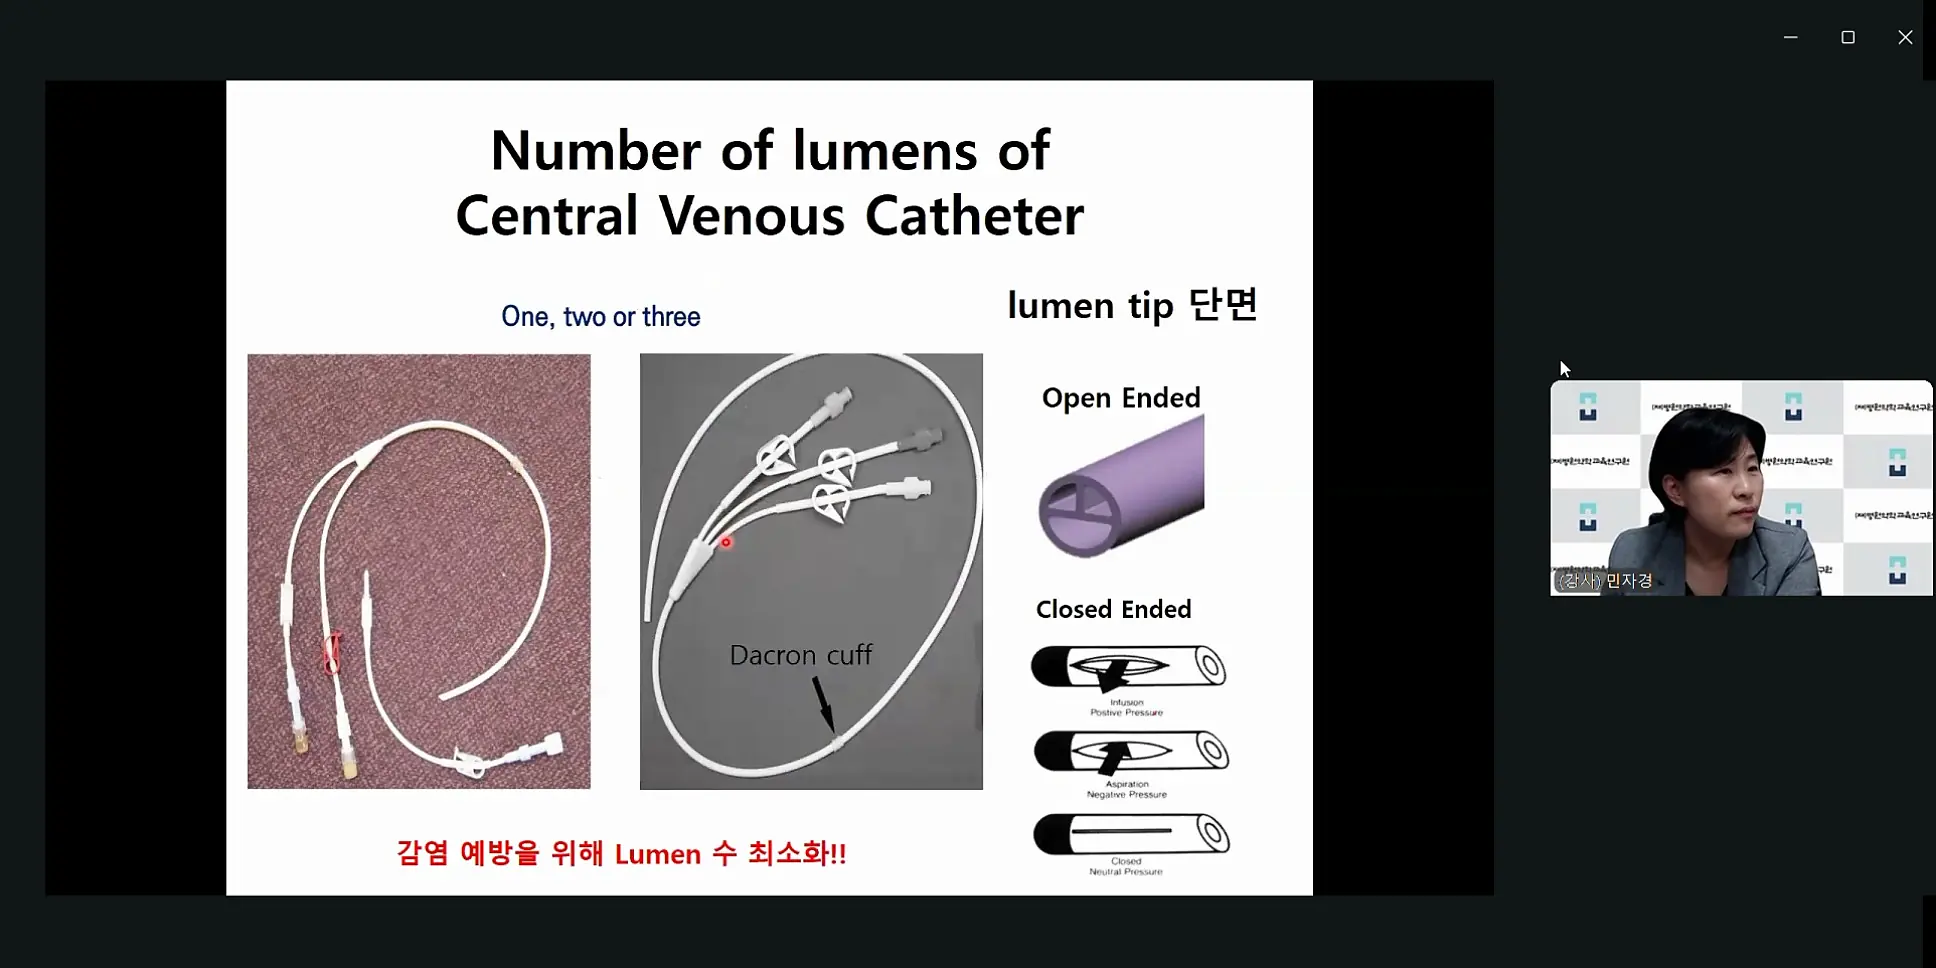 Number of lumens of
Central Venous Catheter
One, two or three
lumen tip 단면
Open Ended
Closed Ended
Dacron cuff
Infusion
Postive Pressure
Aspiration
Negative Pressure
Closed
Neutral Pressure
감염 예방을 위해 Lumen 수 최소화!!
(강사) 민자경